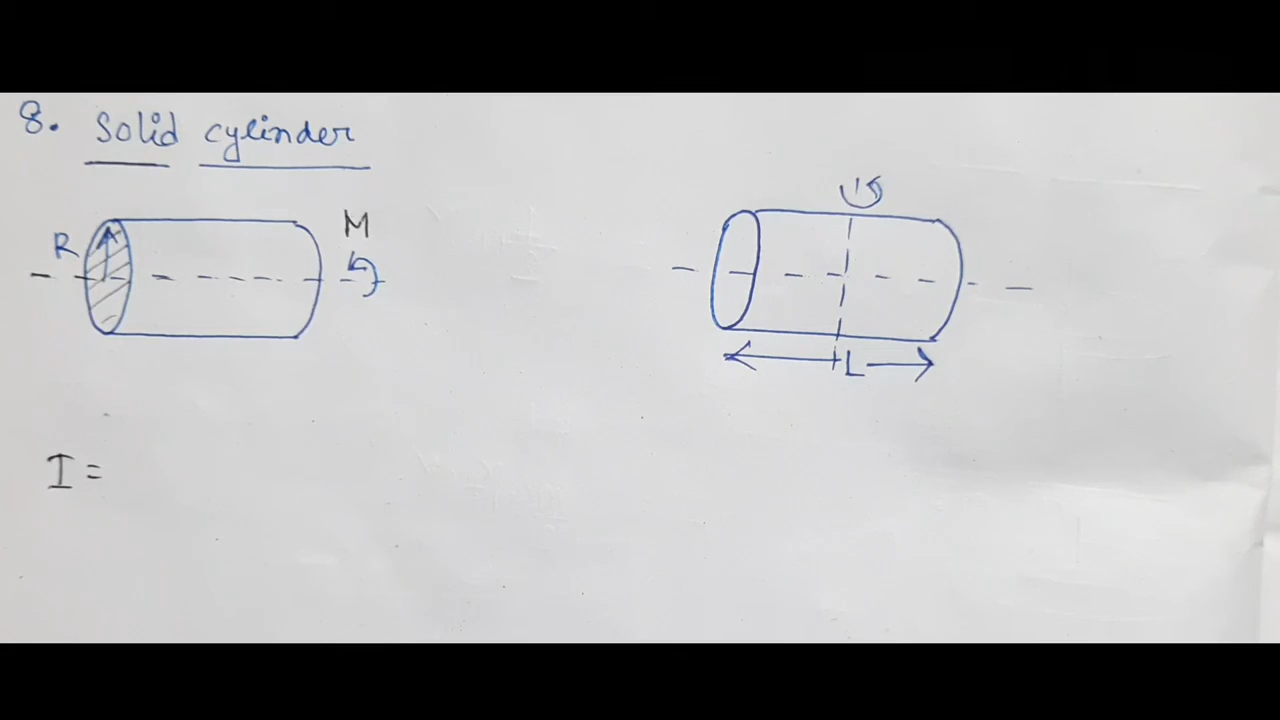 8. Solid cylinder
R
M
L
I =